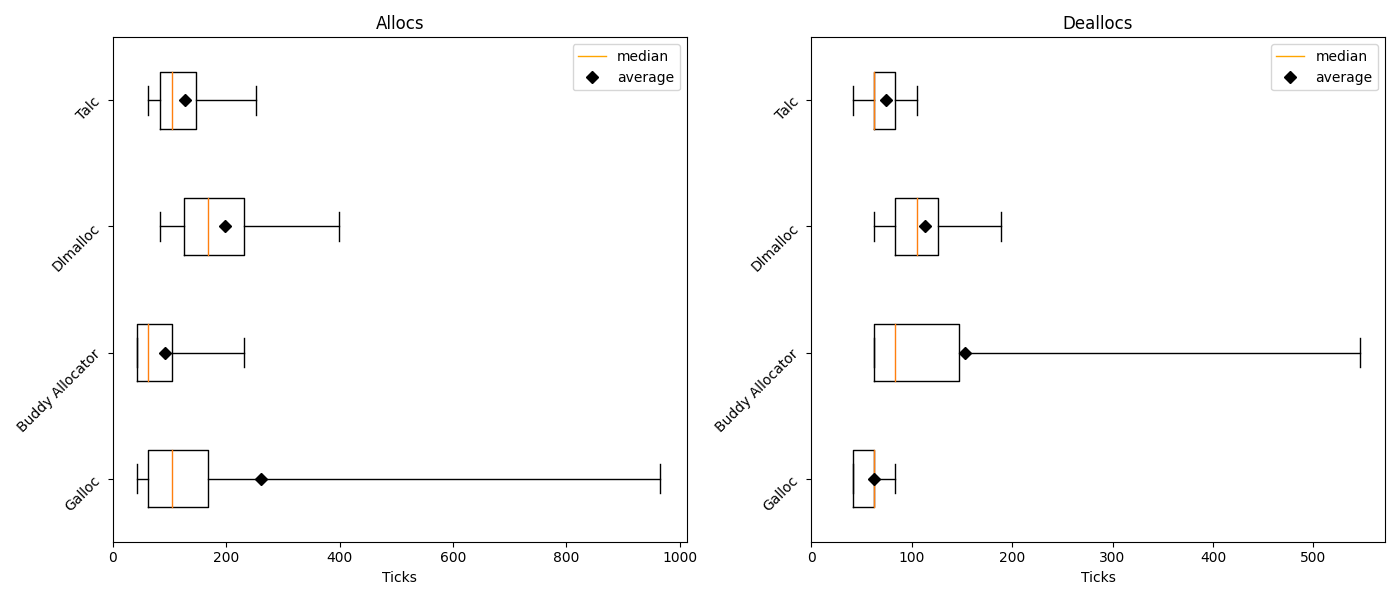 Allocs
median
average
Talc
Dlmalloc
Buddy Allocator
Galloc
0 200 400 600 800 1000
Ticks
Deallocs
median
average
Talc
Dlmalloc
Buddy Allocator
Galloc
0 100 200 300 400 500
Ticks